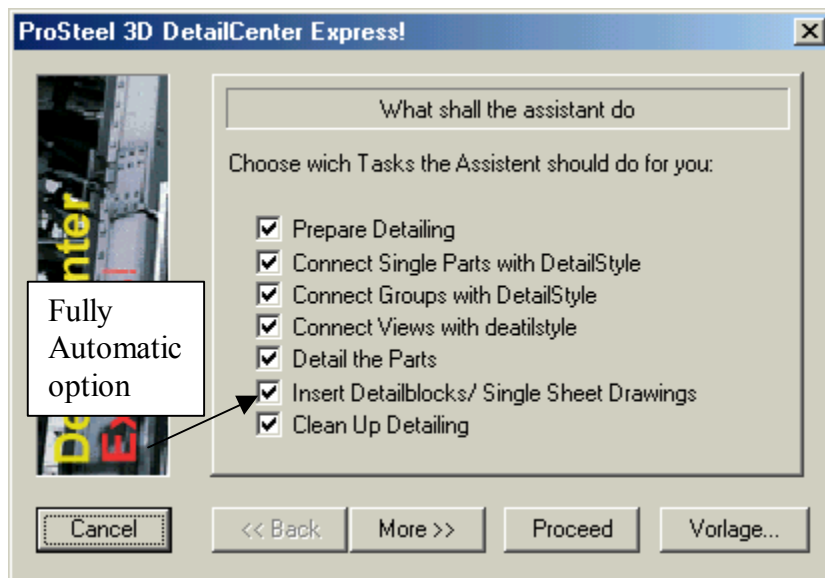 ProSteel 3D DetailCenter Express!
What shall the assistant do
Choose wich Tasks the Assistent should do for you:
Prepare Detailing
Connect Single Parts with DetailStyle
Connect Groups with DetailStyle
Connect Views with deatilstyle
Detail the Parts
Insert Detailblocks/ Single Sheet Drawings
Clean Up Detailing
Fully
Automatic
option
Cancel
<< Back
More >>
Proceed
Vorlage...